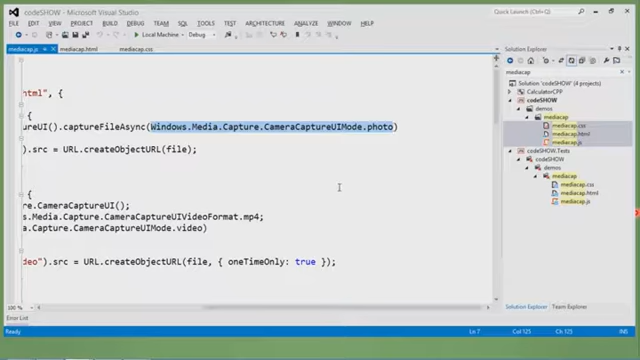 codeSHOW - Microsoft Visual Studio
Quick Launch (Ctrl+Q)
FILE EDIT VIEW PROJECT BUILD DEBUG TEAM SQL TOOLS TEST ARCHITECTURE ANALYZE WINDOW HELP
Local Machine Debug
mediacap.js mediacap.html mediacap.css
html", {
{
ureUI().captureFileAsync(Windows.Media.Capture.CameraCaptureUIMode.photo)
).src = URL.createObjectURL(file);
{
re.CameraCaptureUI();
s.Media.Capture.CameraCaptureUIVideoFormat.mp4;
a.Capture.CameraCaptureUIMode.video)
deo").src = URL.createObjectURL(file, { oneTimeOnly: true });
100 %
Error List
Solution Explorer
mediacap
Solution 'codeSHOW' (4 projects)
CalculatorCPP
codeSHOW
demos
mediacap
mediacap.css
mediacap.html
mediacap.js
codeSHOW.Tests
codeSHOW
demos
mediacap
mediacap.css
mediacap.html
mediacap.js
Solution Explorer Team Explorer
Ready
Ln 7 Col 125 Ch 125 INS